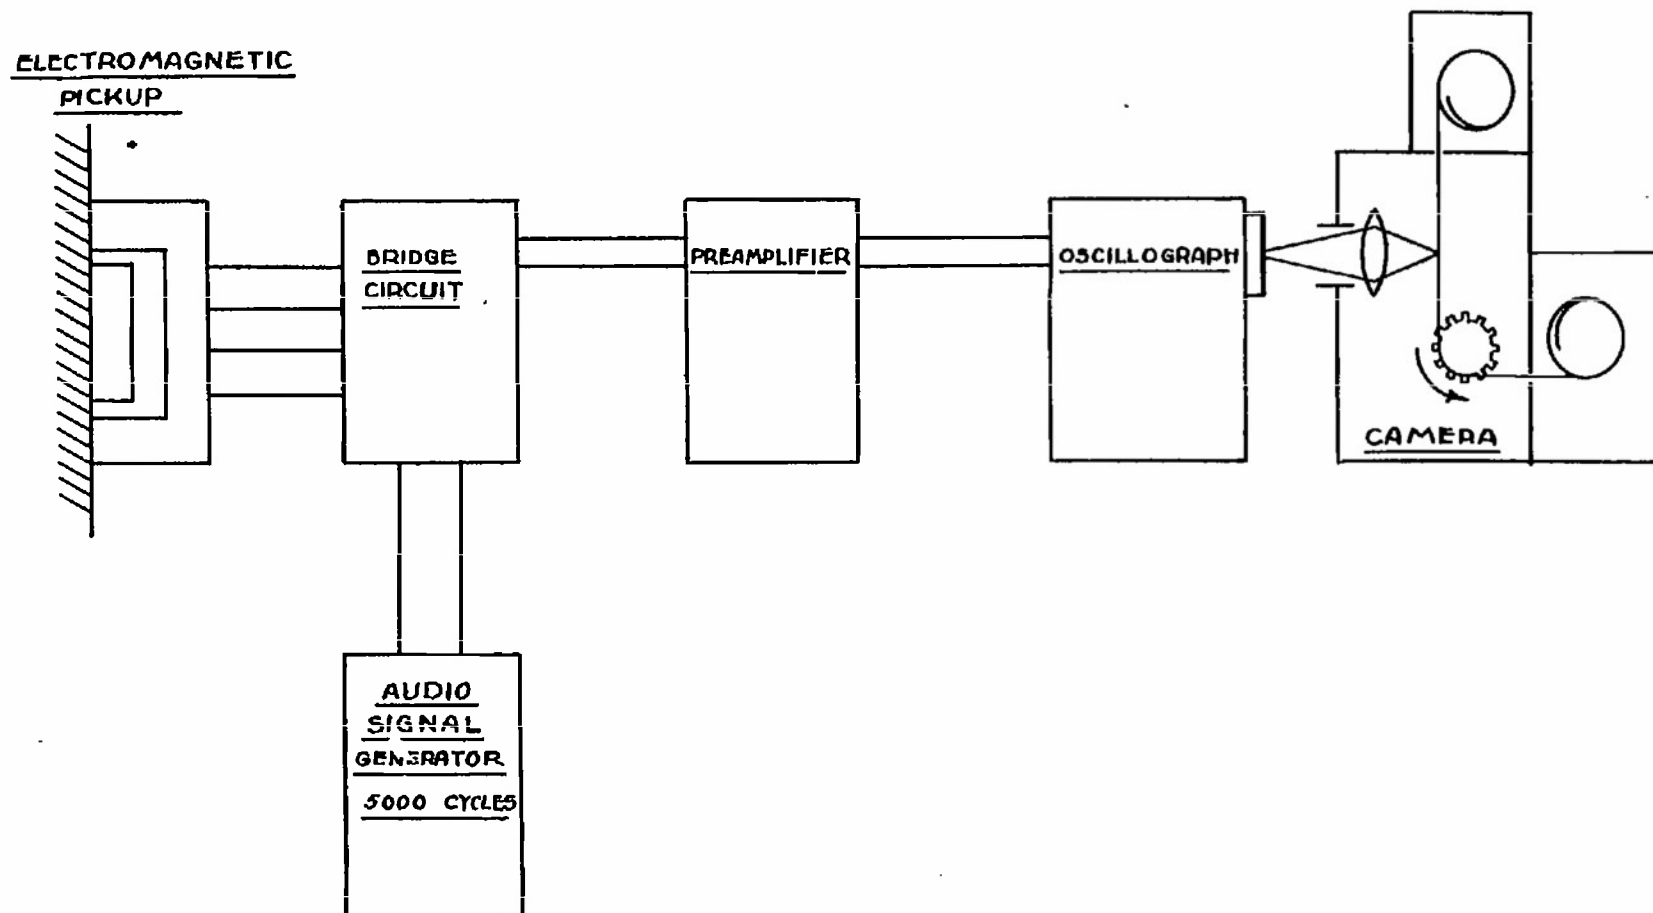 ELECTROMAGNETIC
PICKUP
BRIDGE
CIRCUIT
PREAMPLIFIER
OSCILLOGRAPH
CAMERA
AUDIO
SIGNAL
GENERATOR
5000 CYCLES